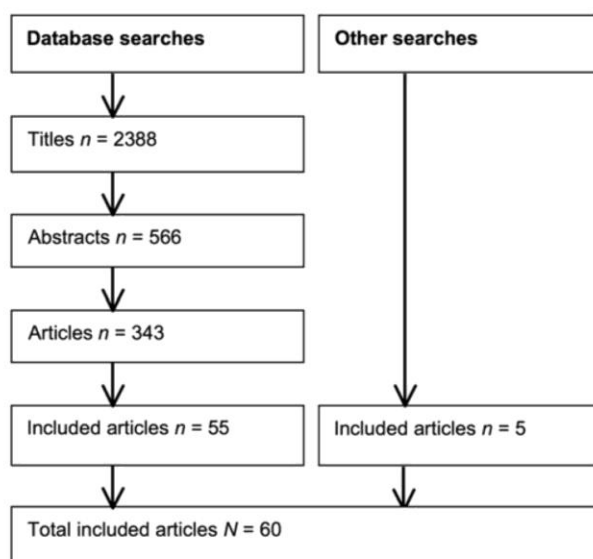 Database searches
Other searches
Titles n = 2388
Abstracts n = 566
Articles n = 343
Included articles n = 55
Included articles n = 5
Total included articles N = 60